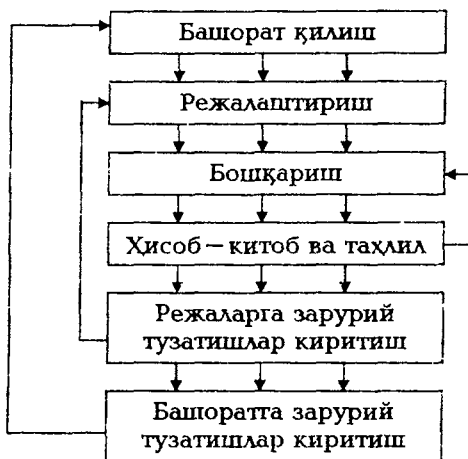 Башорат қилиш
Режалаштириш
Бошқариш
Ҳисоб – китоб ва таҳлил
Режаларга зарурий
тузатишлар киритиш
Башоратга зарурий
тузатишлар киритиш